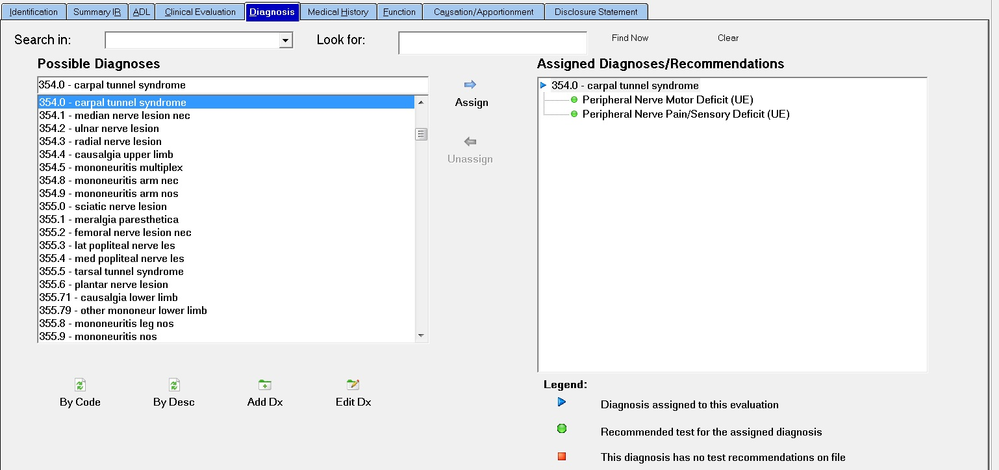 Identification Summary IR ADL Clinical Evaluation Diagnosis Medical History Function Causation/Apportionment Disclosure Statement
Search in: Look for: Find Now Clear
Possible Diagnoses
354.0 - carpal tunnel syndrome
354.0 - carpal tunnel syndrome
354.1 - median nerve lesion nec
354.2 - ulnar nerve lesion
354.3 - radial nerve lesion
354.4 - causalgia upper limb
354.5 - mononeuritis multiplex
354.8 - mononeuritis arm nec
354.9 - mononeuritis arm nos
355.0 - sciatic nerve lesion
355.1 - meralgia paresthetica
355.2 - femoral nerve lesion nec
355.3 - lat popliteal nerve les
355.4 - med popliteal nerve les
355.5 - tarsal tunnel syndrome
355.6 - plantar nerve lesion
355.71 - causalgia lower limb
355.79 - other mononeur lower limb
355.8 - mononeuritis leg nos
355.9 - mononeuritis nos
By Code By Desc Add Dx Edit Dx
Assign
Unassign
Assigned Diagnoses/Recommendations
354.0 - carpal tunnel syndrome
Peripheral Nerve Motor Deficit (UE)
Peripheral Nerve Pain/Sensory Deficit (UE)
Legend:
Diagnosis assigned to this evaluation
Recommended test for the assigned diagnosis
This diagnosis has no test recommendations on file